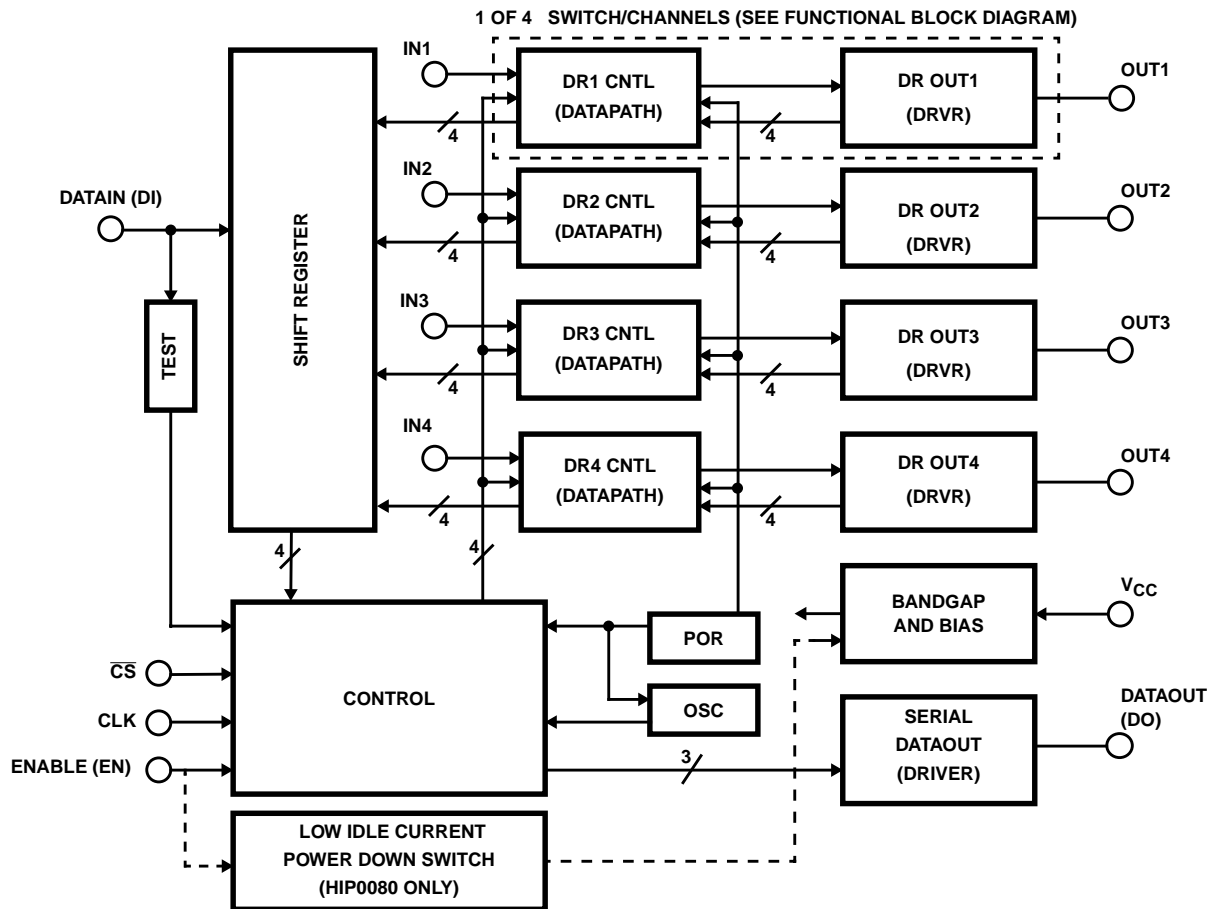 1 OF 4 SWITCH/CHANNELS (SEE FUNCTIONAL BLOCK DIAGRAM)
IN1
DR1 CNTL
(DATAPATH)
DR OUT1
(DRVR)
OUT1
4
4
IN2
DR2 CNTL
(DATAPATH)
DR OUT2
(DRVR)
OUT2
4
4
DATAIN (DI)
SHIFT REGISTER
TEST
IN3
DR3 CNTL
(DATAPATH)
DR OUT3
(DRVR)
OUT3
4
4
IN4
DR4 CNTL
(DATAPATH)
DR OUT4
(DRVR)
OUT4
4
4
4
4
BANDGAP
AND BIAS
VCC
POR
CS
CONTROL
OSC
CLK
SERIAL
DATAOUT
(DRIVER)
DATAOUT
(DO)
ENABLE (EN)
3
LOW IDLE CURRENT
POWER DOWN SWITCH
(HIP0080 ONLY)